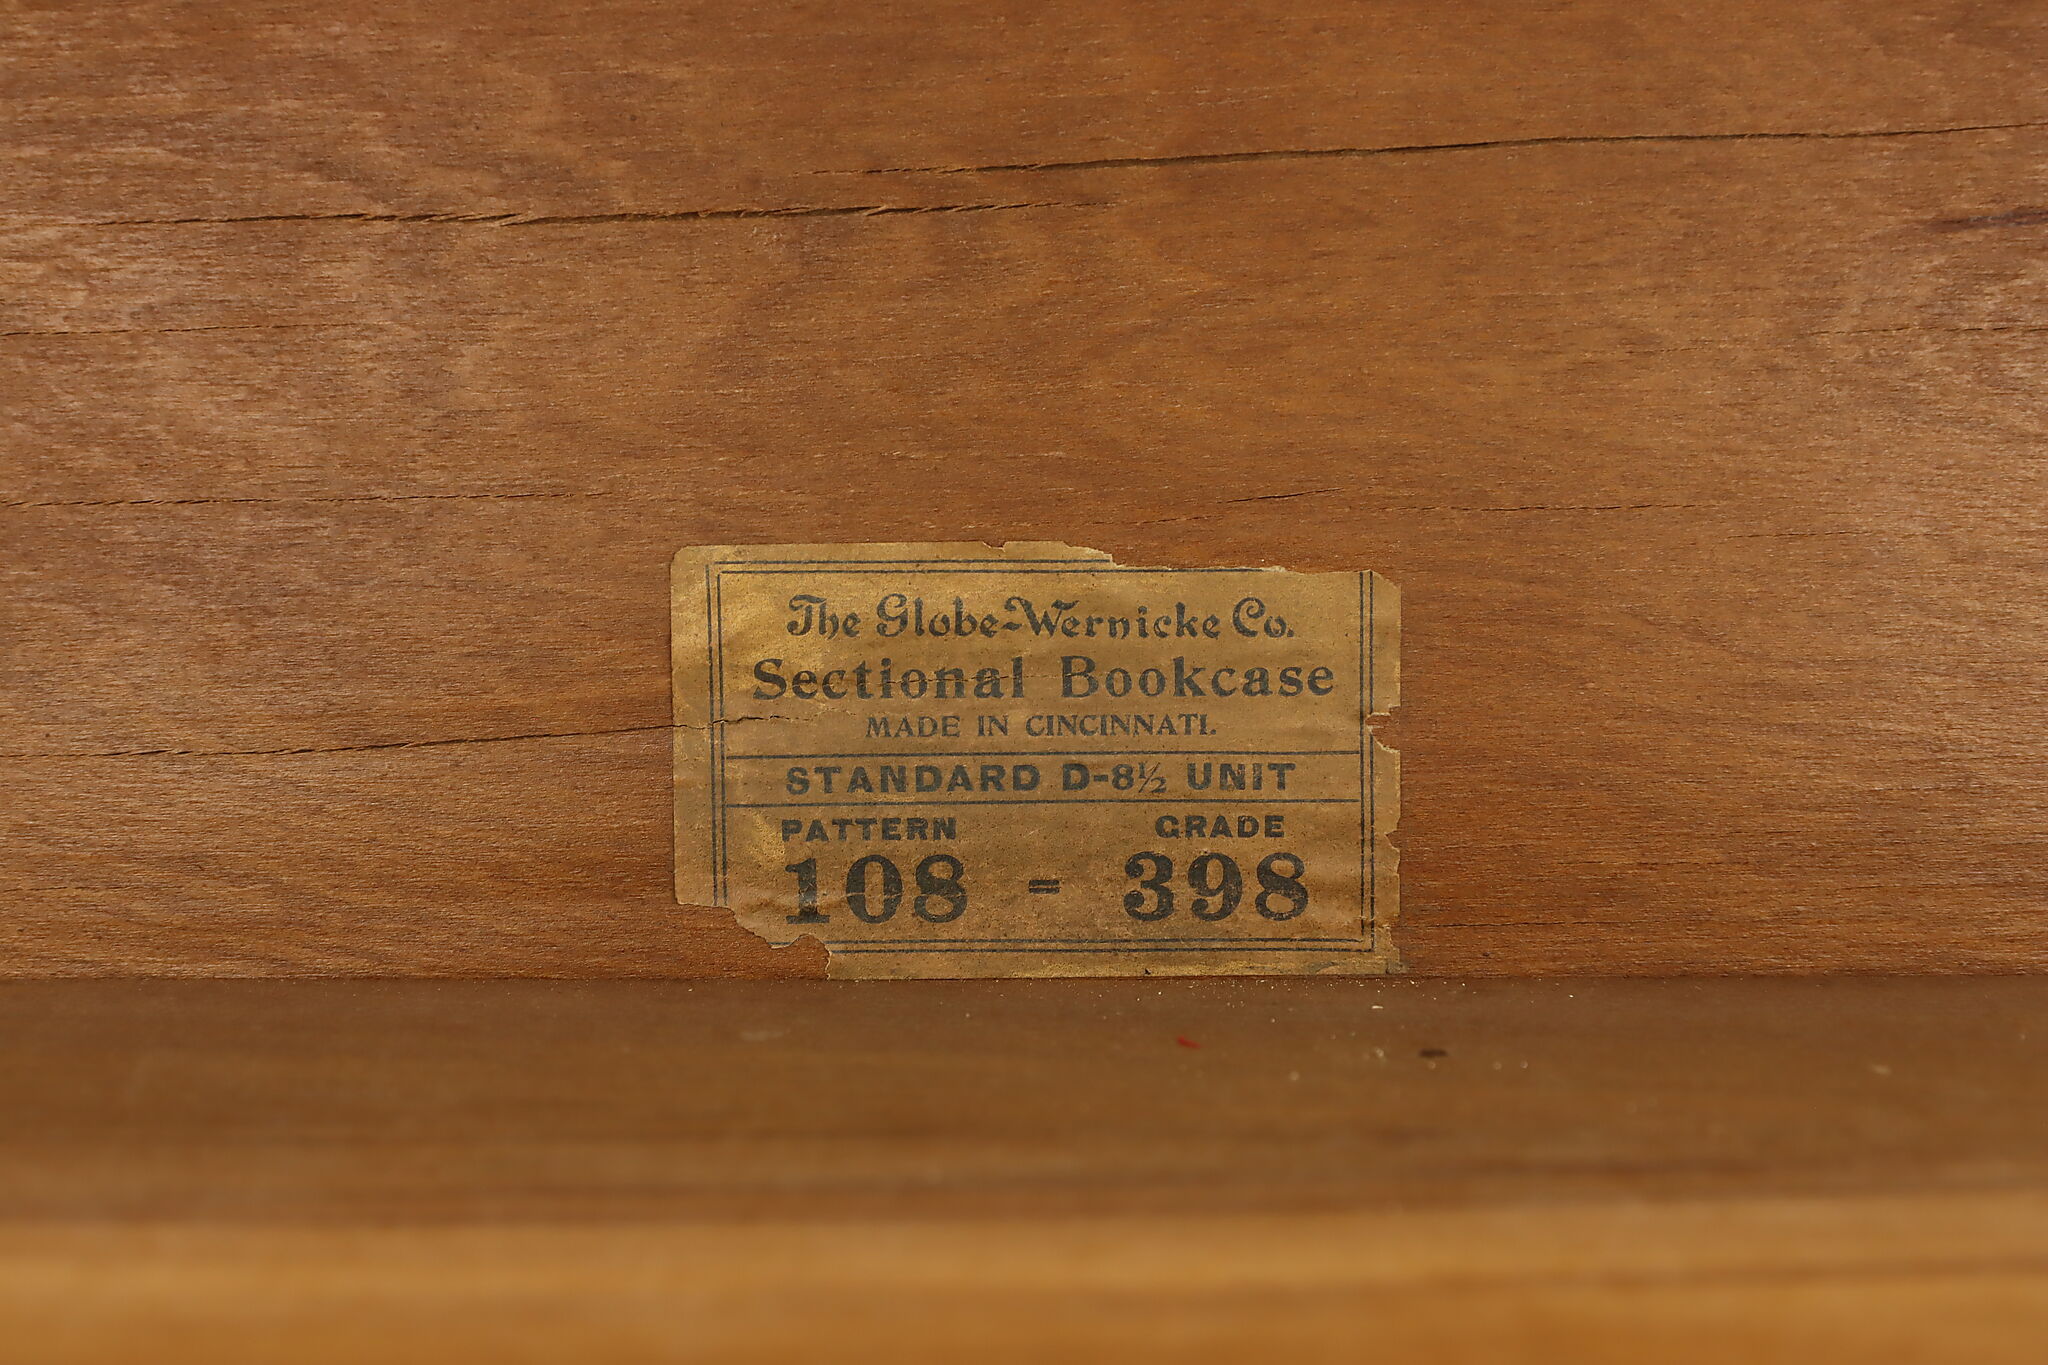 The Globe-Wernicke Co.
Sectional Bookcase
MADE IN CINCINNATI.
STANDARD D-8½ UNIT
PATTERN GRADE
108 = 398